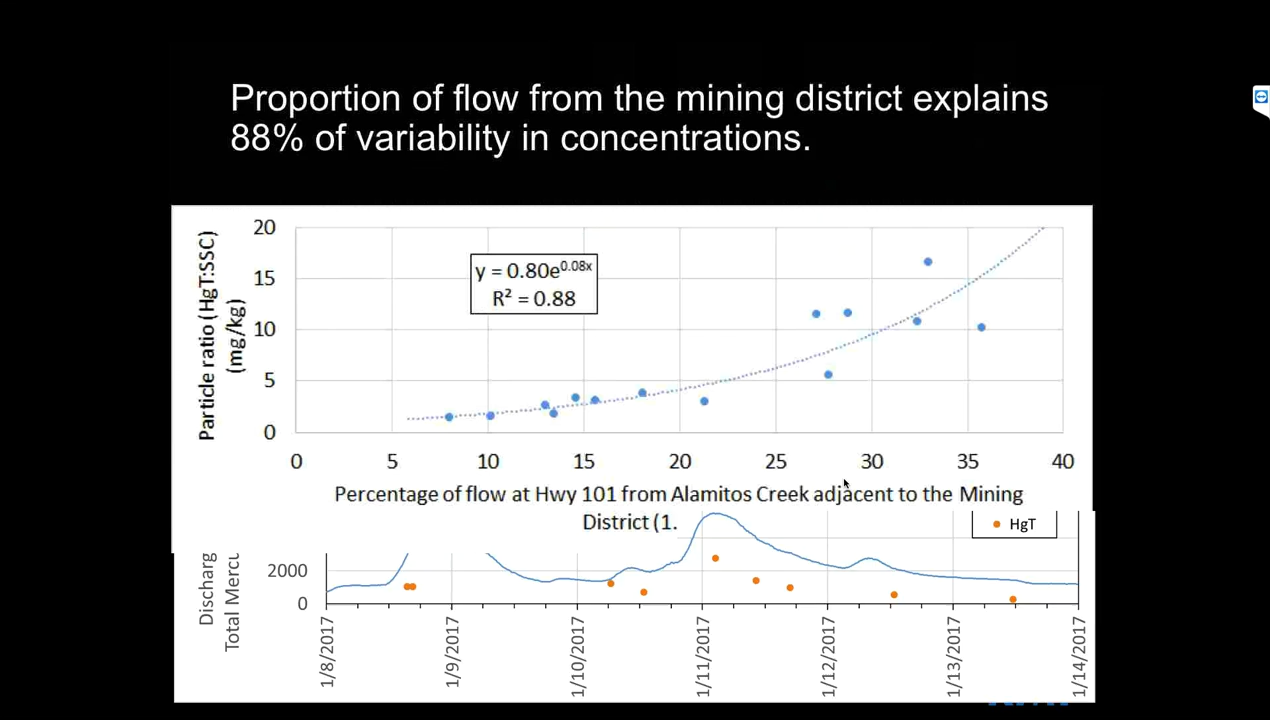 Proportion of flow from the mining district explains
88% of variability in concentrations.
Particle ratio (HgT:SSC)
(mg/kg)
20
15
10
5
0
y = 0.80e^0.08x
R² = 0.88
0 5 10 15 20 25 30 35 40
Percentage of flow at Hwy 101 from Alamitos Creek adjacent to the Mining
District (1.
HgT
Discharg
Total Mercu
2000
0
1/8/2017 1/9/2017 1/10/2017 1/11/2017 1/12/2017 1/13/2017 1/14/2017